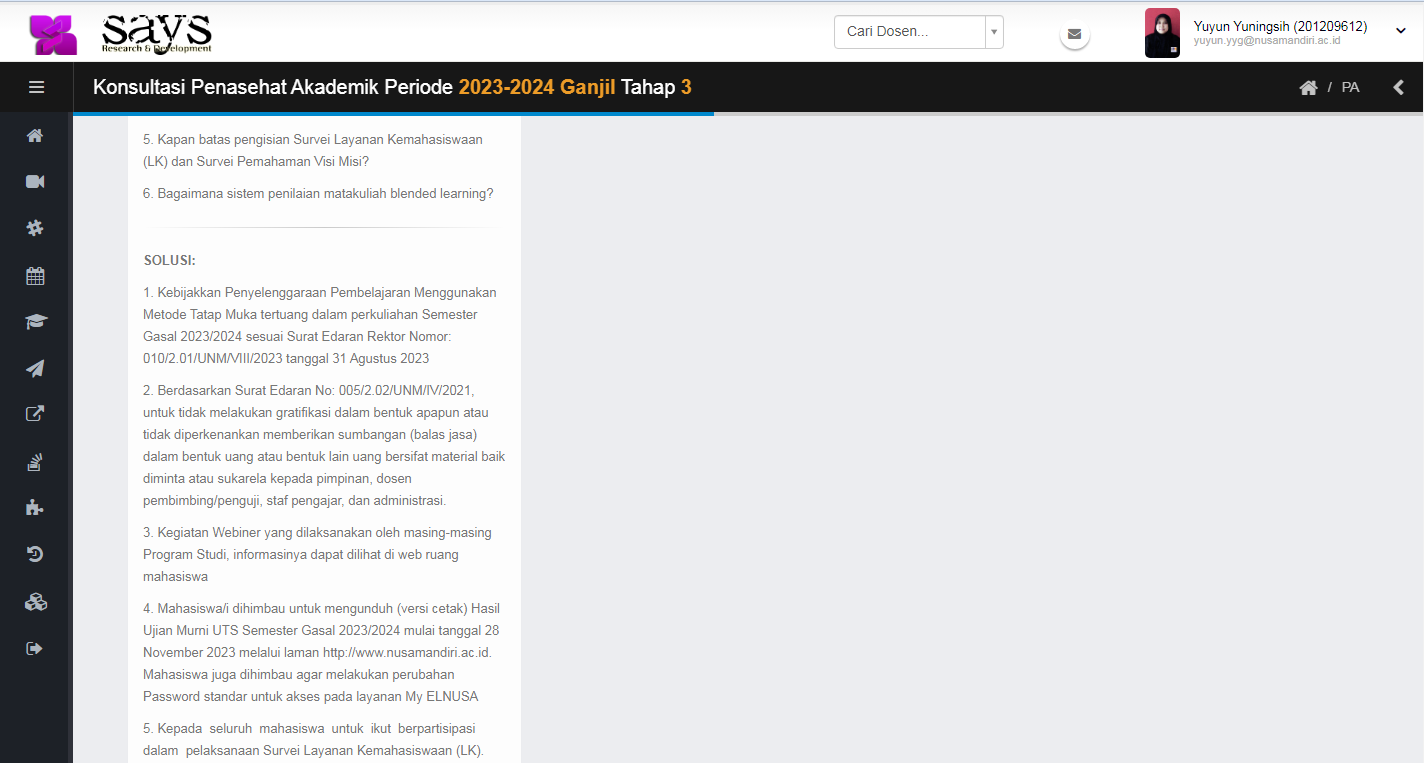 says
Research & Development
Cari Dosen...
Yuyun Yuningsih (201209612)
yuyun.yyg@nusamandiri.ac.id
Konsultasi Penasehat Akademik Periode 2023-2024 Ganjil Tahap 3
/ PA
5. Kapan batas pengisian Survei Layanan Kemahasiswaan
(LK) dan Survei Pemahaman Visi Misi?
6. Bagaimana sistem penilaian matakuliah blended learning?
SOLUSI:
1. Kebijakkan Penyelenggaraan Pembelajaran Menggunakan
Metode Tatap Muka tertuang dalam perkuliahan Semester
Gasal 2023/2024 sesuai Surat Edaran Rektor Nomor:
010/2.01/UNM/VIII/2023 tanggal 31 Agustus 2023
2. Berdasarkan Surat Edaran No: 005/2.02/UNM/IV/2021,
untuk tidak melakukan gratifikasi dalam bentuk apapun atau
tidak diperkenankan memberikan sumbangan (balas jasa)
dalam bentuk uang atau bentuk lain uang bersifat material baik
diminta atau sukarela kepada pimpinan, dosen
pembimbing/penguji, staf pengajar, dan administrasi.
3. Kegiatan Webiner yang dilaksanakan oleh masing-masing
Program Studi, informasinya dapat dilihat di web ruang
mahasiswa
4. Mahasiswa/i dihimbau untuk mengunduh (versi cetak) Hasil
Ujian Murni UTS Semester Gasal 2023/2024 mulai tanggal 28
November 2023 melalui laman http://www.nusamandiri.ac.id.
Mahasiswa juga dihimbau agar melakukan perubahan
Password standar untuk akses pada layanan My ELNUSA
5. Kepada seluruh mahasiswa untuk ikut berpartisipasi
dalam pelaksanaan Survei Layanan Kemahasiswaan (LK).